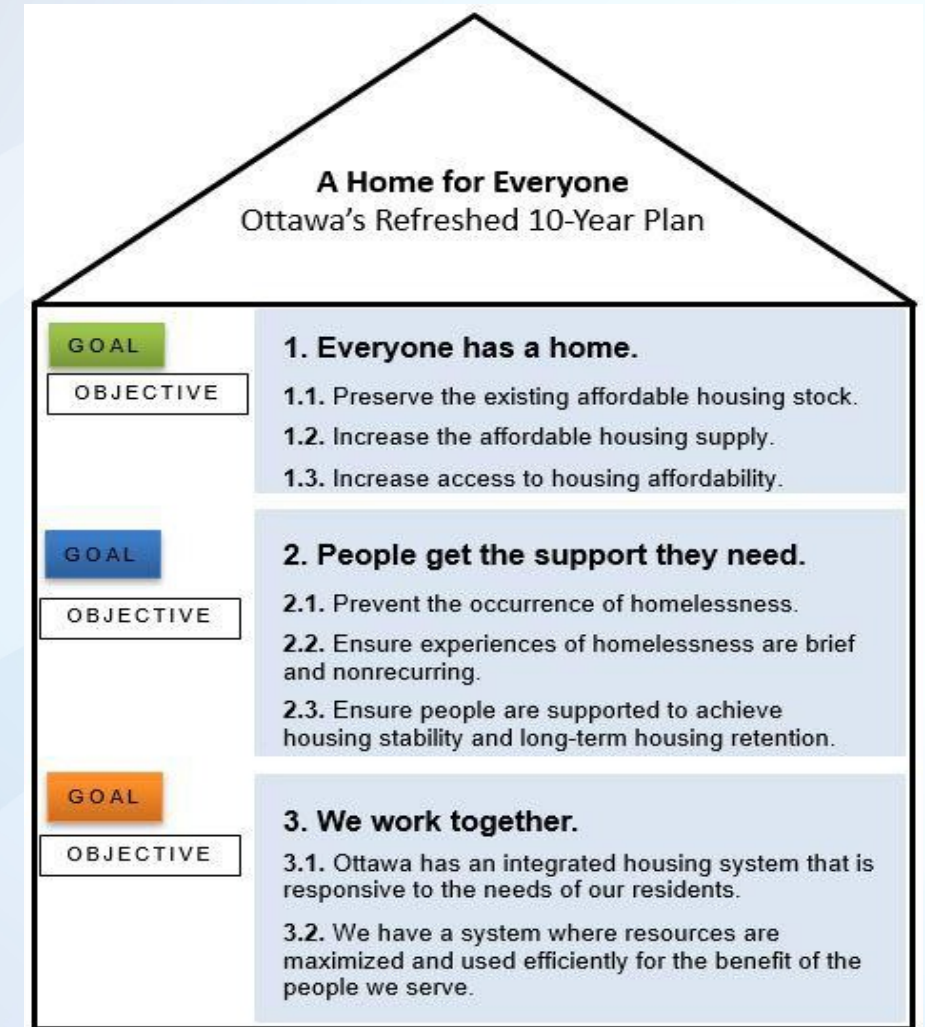 A Home for Everyone
Ottawa's Refreshed 10-Year Plan
GOAL
OBJECTIVE
1. Everyone has a home.
1.1. Preserve the existing affordable housing stock.
1.2. Increase the affordable housing supply.
1.3. Increase access to housing affordability.
GOAL
OBJECTIVE
2. People get the support they need.
2.1. Prevent the occurrence of homelessness.
2.2. Ensure experiences of homelessness are brief
and nonrecurring.
2.3. Ensure people are supported to achieve
housing stability and long-term housing retention.
GOAL
OBJECTIVE
3. We work together.
3.1. Ottawa has an integrated housing system that is
responsive to the needs of our residents.
3.2. We have a system where resources are
maximized and used efficiently for the benefit of the
people we serve.